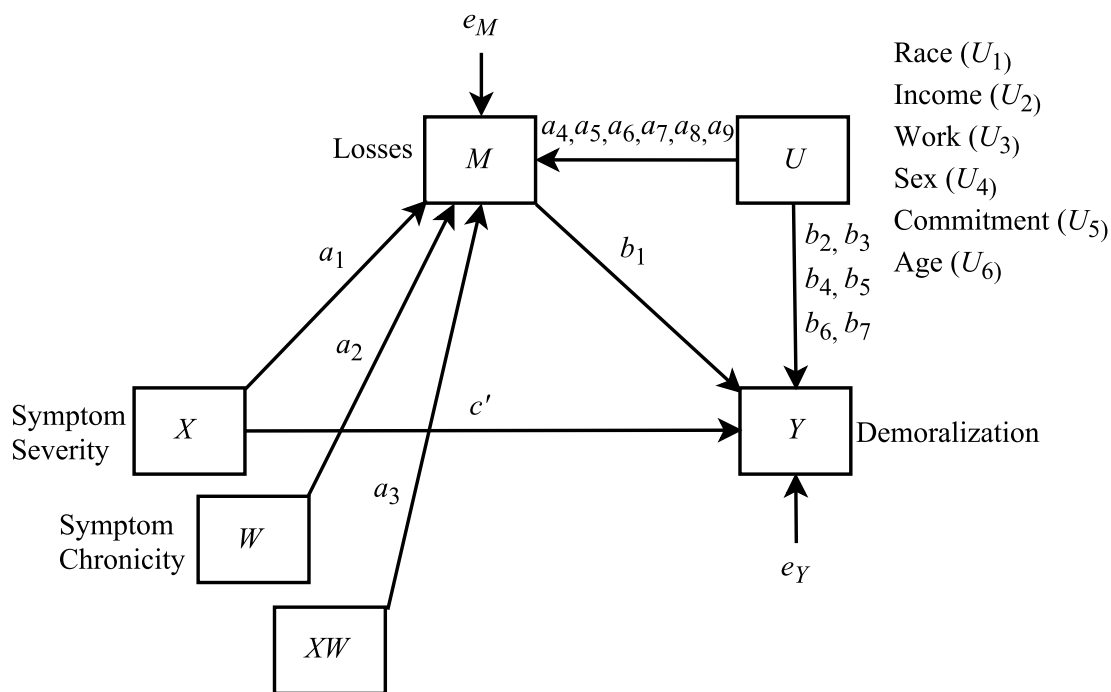 e_M
Race (U_1)
Income (U_2)
Work (U_3)
Sex (U_4)
Commitment (U_5)
Age (U_6)
Losses
M
a_4,a_5,a_6,a_7,a_8,a_9
U
a_1
b_1
b_2, b_3
b_4, b_5
b_6, b_7
a_2
Symptom
Severity
X
c′
Y
Demoralization
a_3
Symptom
Chronicity
W
e_Y
XW